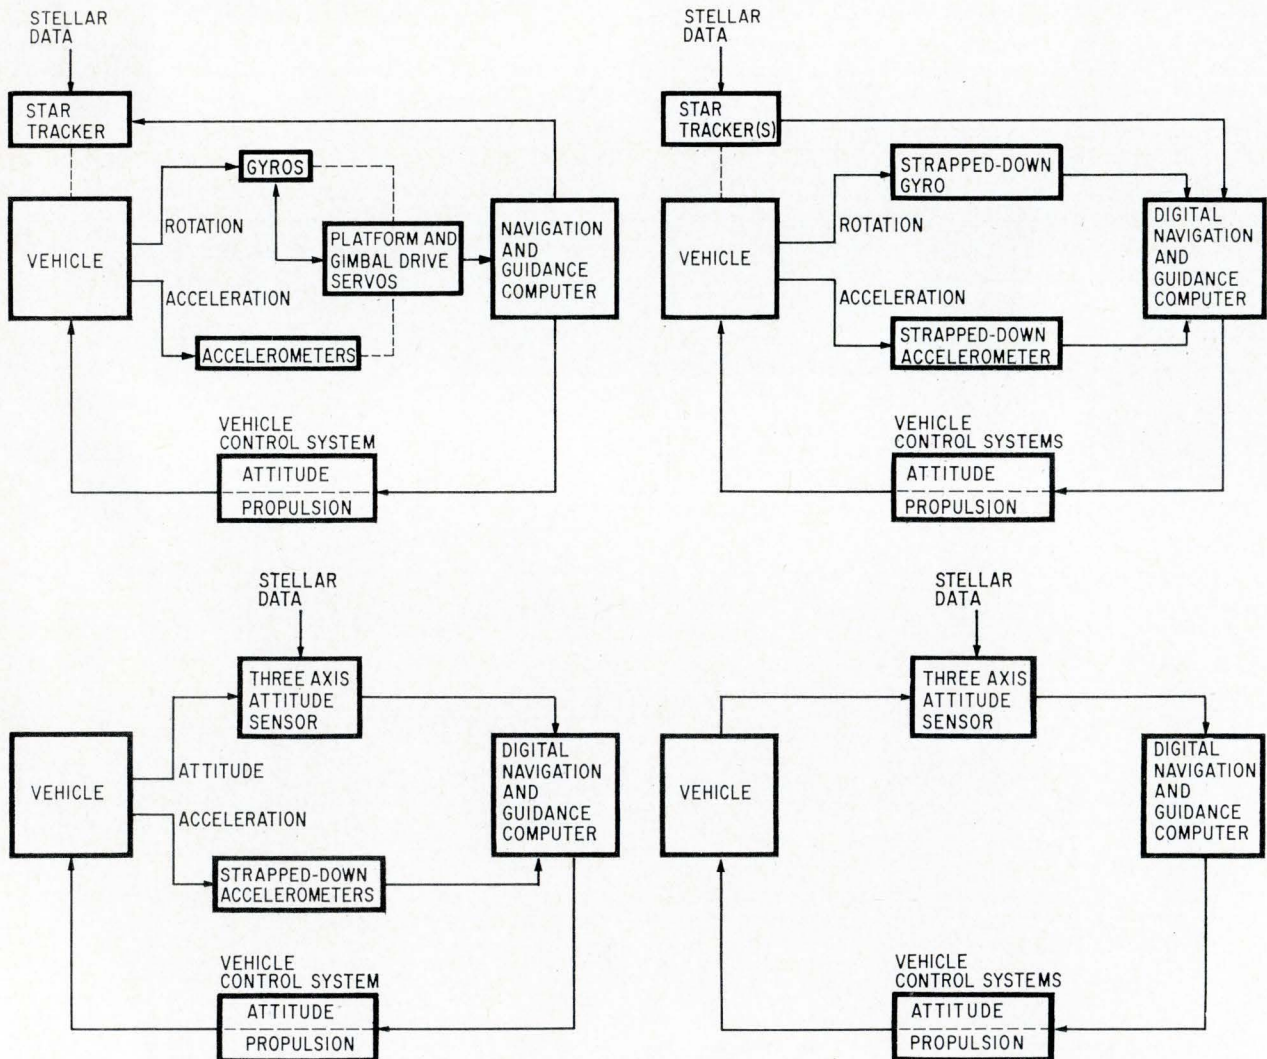 STELLAR
DATA
STAR
TRACKER
GYROS
ROTATION
VEHICLE
PLATFORM AND
GIMBAL DRIVE
SERVOS
NAVIGATION
AND
GUIDANCE
COMPUTER
ACCELERATION
ACCELEROMETERS
VEHICLE
CONTROL SYSTEM
ATTITUDE
PROPULSION
STELLAR
DATA
STAR
TRACKER(S)
STRAPPED-DOWN
GYRO
ROTATION
VEHICLE
DIGITAL
NAVIGATION
AND
GUIDANCE
COMPUTER
ACCELERATION
STRAPPED-DOWN
ACCELEROMETER
VEHICLE
CONTROL SYSTEMS
ATTITUDE
PROPULSION
STELLAR
DATA
THREE AXIS
ATTITUDE
SENSOR
ATTITUDE
VEHICLE
ACCELERATION
DIGITAL
NAVIGATION
AND
GUIDANCE
COMPUTER
STRAPPED-DOWN
ACCELEROMETERS
VEHICLE
CONTROL SYSTEM
ATTITUDE
PROPULSION
STELLAR
DATA
THREE AXIS
ATTITUDE
SENSOR
VEHICLE
DIGITAL
NAVIGATION
AND
GUIDANCE
COMPUTER
VEHICLE
CONTROL SYSTEMS
ATTITUDE
PROPULSION